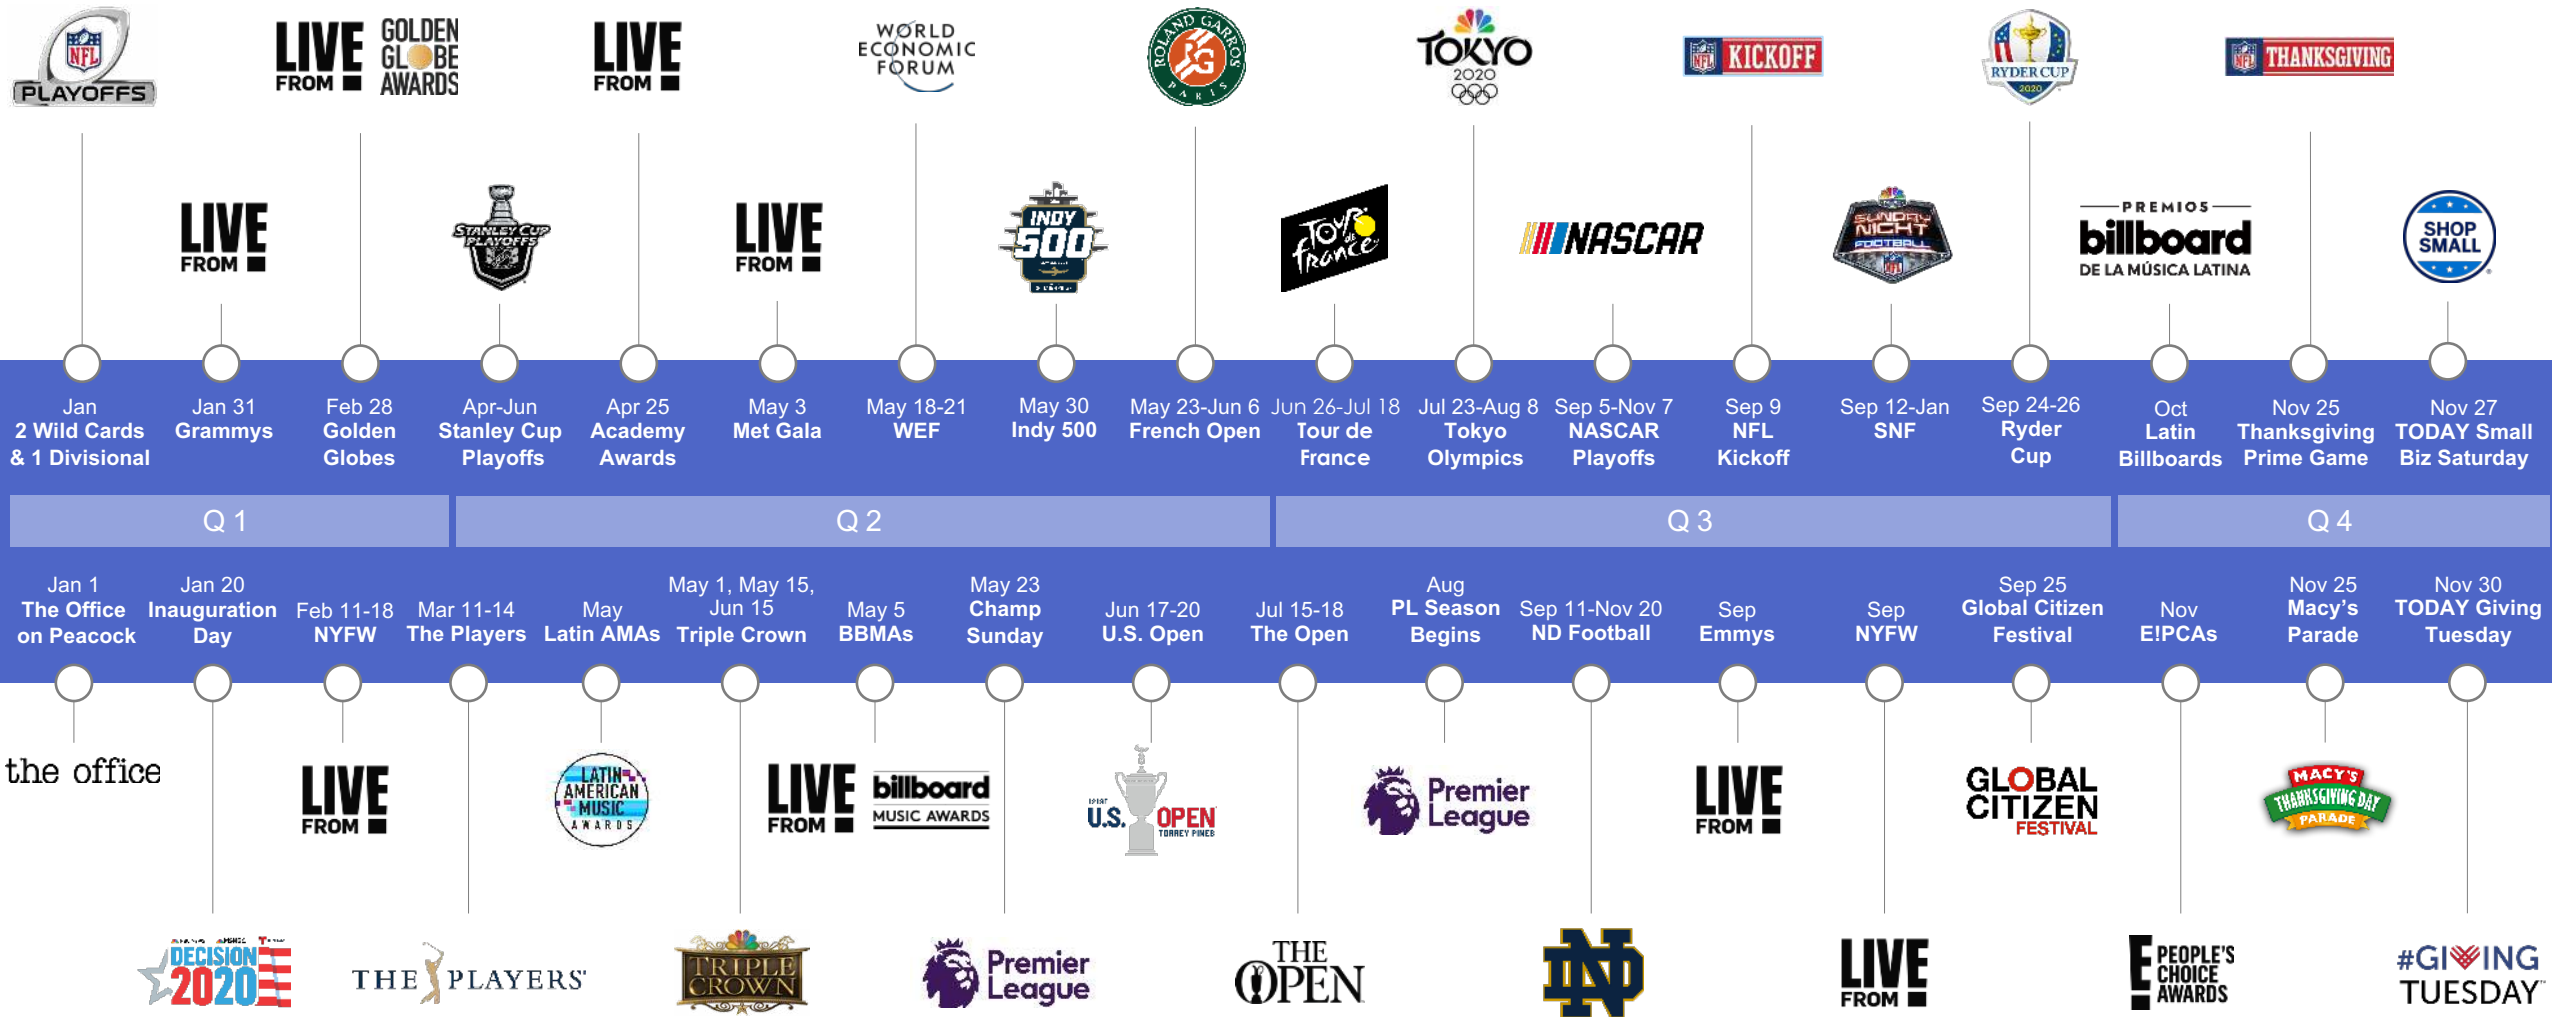 NFL
PLAYOFFS
LIVE
FROM E!
GOLDEN
GLOBE
AWARDS
LIVE
FROM E!
WORLD
ECONOMIC
FORUM
ROLAND GARROS
RG
PARIS
TOKYO
2020
NFL KICKOFF
RYDER CUP
2020
NFL THANKSGIVING
LIVE
FROM E!
STANLEY CUP
PLAYOFFS
LIVE
FROM E!
INDY
500
TOUR
de
france
NASCAR
SUNDAY
NIGHT
FOOTBALL
NFL
PREMIOS
billboard
DE LA MÚSICA LATINA
SHOP
SMALL
Jan
2 Wild Cards
& 1 Divisional
Jan 31
Grammys
Feb 28
Golden
Globes
Apr-Jun
Stanley Cup
Playoffs
Apr 25
Academy
Awards
May 3
Met Gala
May 18-21
WEF
May 30
Indy 500
May 23-Jun 6
French Open
Jun 26-Jul 18
Tour de
France
Jul 23-Aug 8
Tokyo
Olympics
Sep 5-Nov 7
NASCAR
Playoffs
Sep 9
NFL
Kickoff
Sep 12-Jan
SNF
Sep 24-26
Ryder
Cup
Oct
Latin
Billboards
Nov 25
Thanksgiving
Prime Game
Nov 27
TODAY Small
Biz Saturday
Q1
Q2
Q3
Q4
Jan 1
The Office
on Peacock
Jan 20
Inauguration
Day
Feb 11-18
NYFW
Mar 11-14
The Players
May
Latin AMAs
May 1, May 15,
Jun 15
Triple Crown
May 5
BBMAs
May 23
Champ
Sunday
Jun 17-20
U.S. Open
Jul 15-18
The Open
Aug
PL Season
Begins
Sep 11-Nov 20
ND Football
Sep
Emmys
Sep
NYFW
Sep 25
Global Citizen
Festival
Nov
E!PCAs
Nov 25
Macy's
Parade
Nov 30
TODAY Giving
Tuesday
the office
LIVE
FROM E!
LATIN
AMERICAN
MUSIC
AWARDS
LIVE
FROM E!
billboard
MUSIC AWARDS
121ST
U.S. OPEN
TORREY PINES
Premier
League
LIVE
FROM E!
GLOBAL
CITIZEN
FESTIVAL
MACY'S
THANKSGIVING DAY
PARADE
DECISION
2020
THE PLAYERS
TRIPLE
CROWN
Premier
League
THE
OPEN
ND
LIVE
FROM E!
E! PEOPLE'S
CHOICE
AWARDS
#GIVING
TUESDAY